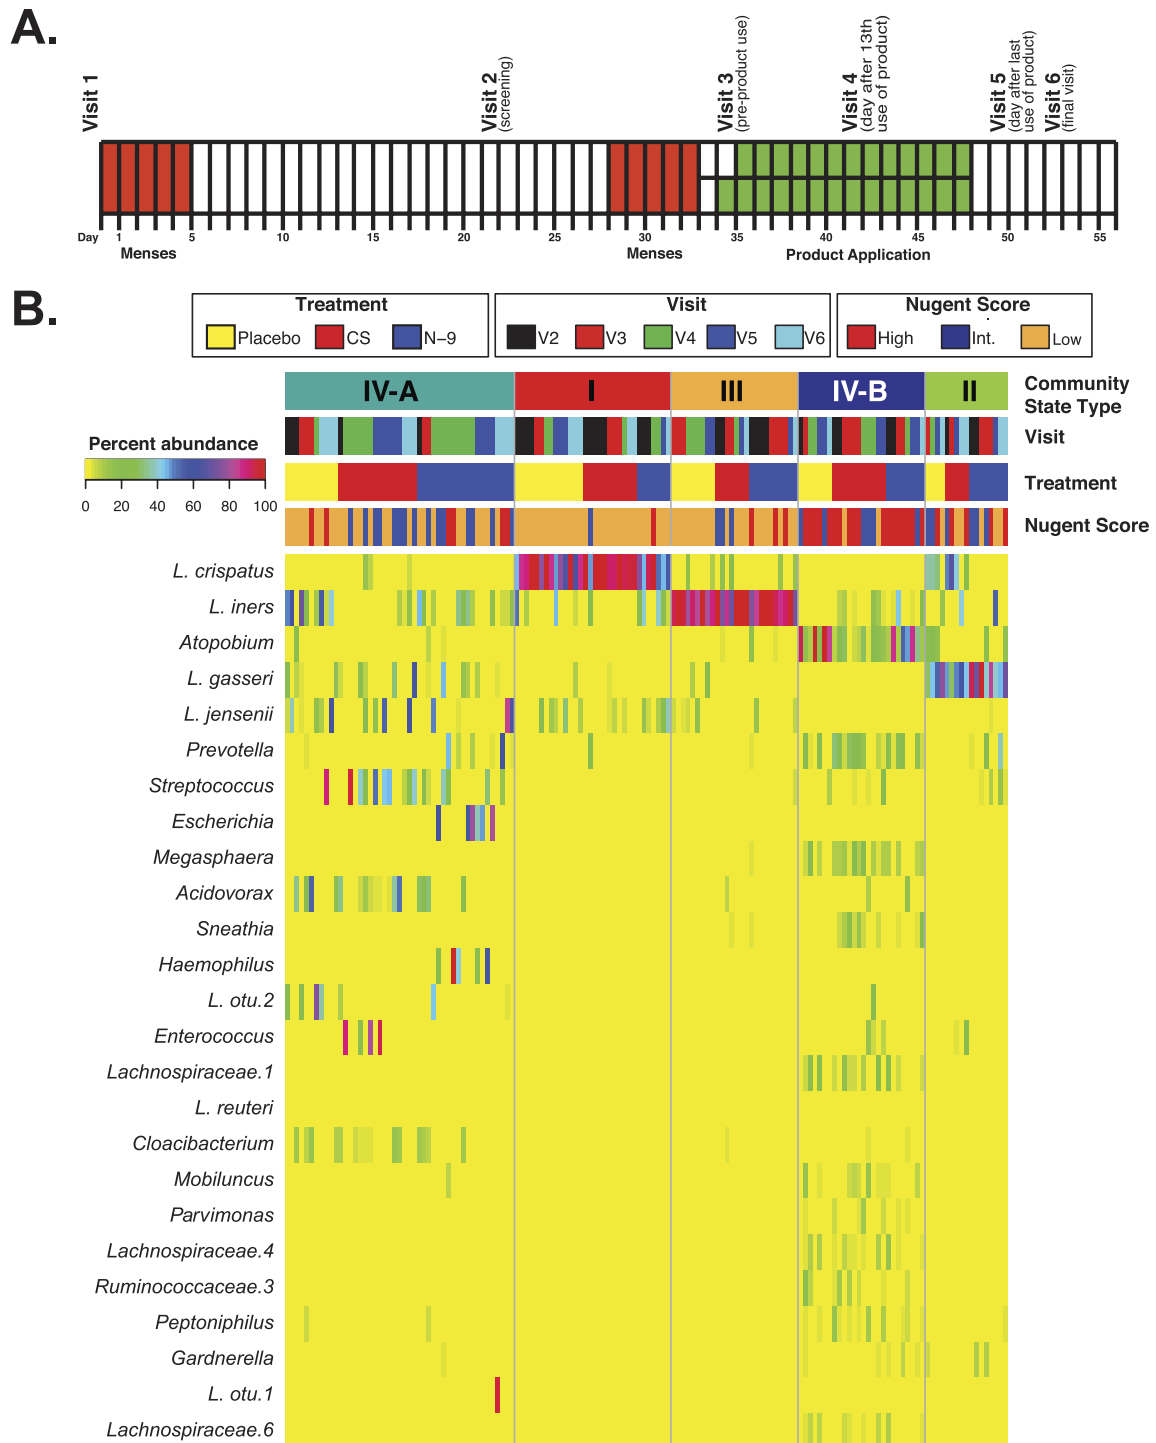 A.
Visit 1
Visit 2
(screening)
Visit 3
(pre-product use)
Visit 4
(day after 13th
use of product)
Visit 5
(day after last
use of product)
Visit 6
(final visit)
Day 1 5 10 15 20 25 30 35 40 45 50 55
Menses Menses Product Application
B.
Treatment
Placebo CS N-9
Visit
V2 V3 V4 V5 V6
Nugent Score
High Int. Low
IV-A I III IV-B II
Community
State Type
Visit
Treatment
Nugent Score
Percent abundance
0 20 40 60 80 100
L. crispatus
L. iners
Atopobium
L. gasseri
L. jensenii
Prevotella
Streptococcus
Escherichia
Megasphaera
Acidovorax
Sneathia
Haemophilus
L. otu.2
Enterococcus
Lachnospiraceae.1
L. reuteri
Cloacibacterium
Mobiluncus
Parvimonas
Lachnospiraceae.4
Ruminococcaceae.3
Peptoniphilus
Gardnerella
L. otu.1
Lachnospiraceae.6